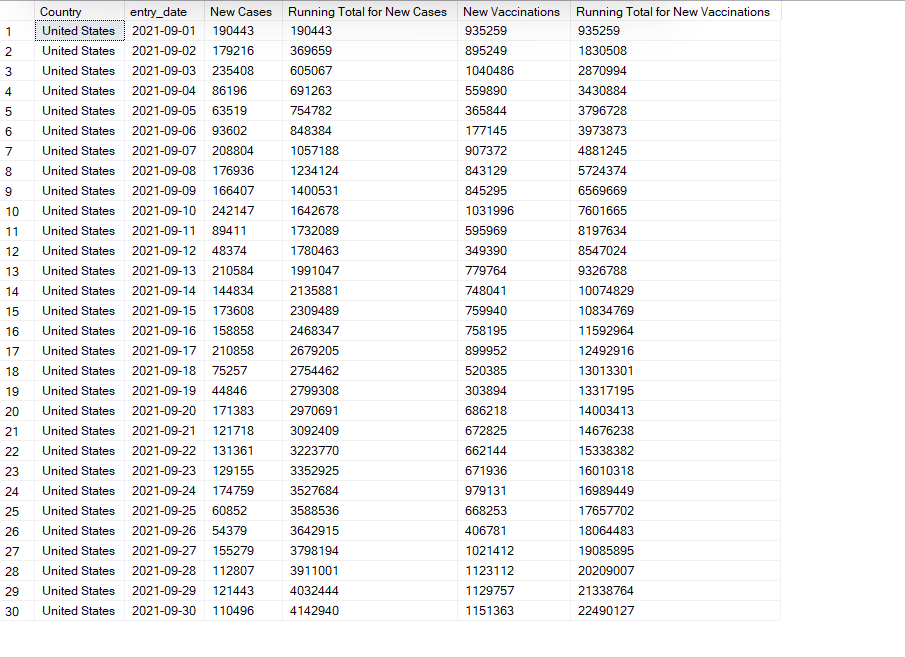 Country entry_date New Cases Running Total for New Cases New Vaccinations Running Total for New Vaccinations
1 United States 2021-09-01 190443 190443 935259 935259
2 United States 2021-09-02 179216 369659 895249 1830508
3 United States 2021-09-03 235408 605067 1040486 2870994
4 United States 2021-09-04 86196 691263 559890 3430884
5 United States 2021-09-05 63519 754782 365844 3796728
6 United States 2021-09-06 93602 848384 177145 3973873
7 United States 2021-09-07 208804 1057188 907372 4881245
8 United States 2021-09-08 176936 1234124 843129 5724374
9 United States 2021-09-09 166407 1400531 845295 6569669
10 United States 2021-09-10 242147 1642678 1031996 7601665
11 United States 2021-09-11 89411 1732089 595969 8197634
12 United States 2021-09-12 48374 1780463 349390 8547024
13 United States 2021-09-13 210584 1991047 779764 9326788
14 United States 2021-09-14 144834 2135881 748041 10074829
15 United States 2021-09-15 173608 2309489 759940 10834769
16 United States 2021-09-16 158858 2468347 758195 11592964
17 United States 2021-09-17 210858 2679205 899952 12492916
18 United States 2021-09-18 75257 2754462 520385 13013301
19 United States 2021-09-19 44846 2799308 303894 13317195
20 United States 2021-09-20 171383 2970691 686218 14003413
21 United States 2021-09-21 121718 3092409 672825 14676238
22 United States 2021-09-22 131361 3223770 662144 15338382
23 United States 2021-09-23 129155 3352925 671936 16010318
24 United States 2021-09-24 174759 3527684 979131 16989449
25 United States 2021-09-25 60852 3588536 668253 17657702
26 United States 2021-09-26 54379 3642915 406781 18064483
27 United States 2021-09-27 155279 3798194 1021412 19085895
28 United States 2021-09-28 112807 3911001 1123112 20209007
29 United States 2021-09-29 121443 4032444 1129757 21338764
30 United States 2021-09-30 110496 4142940 1151363 22490127